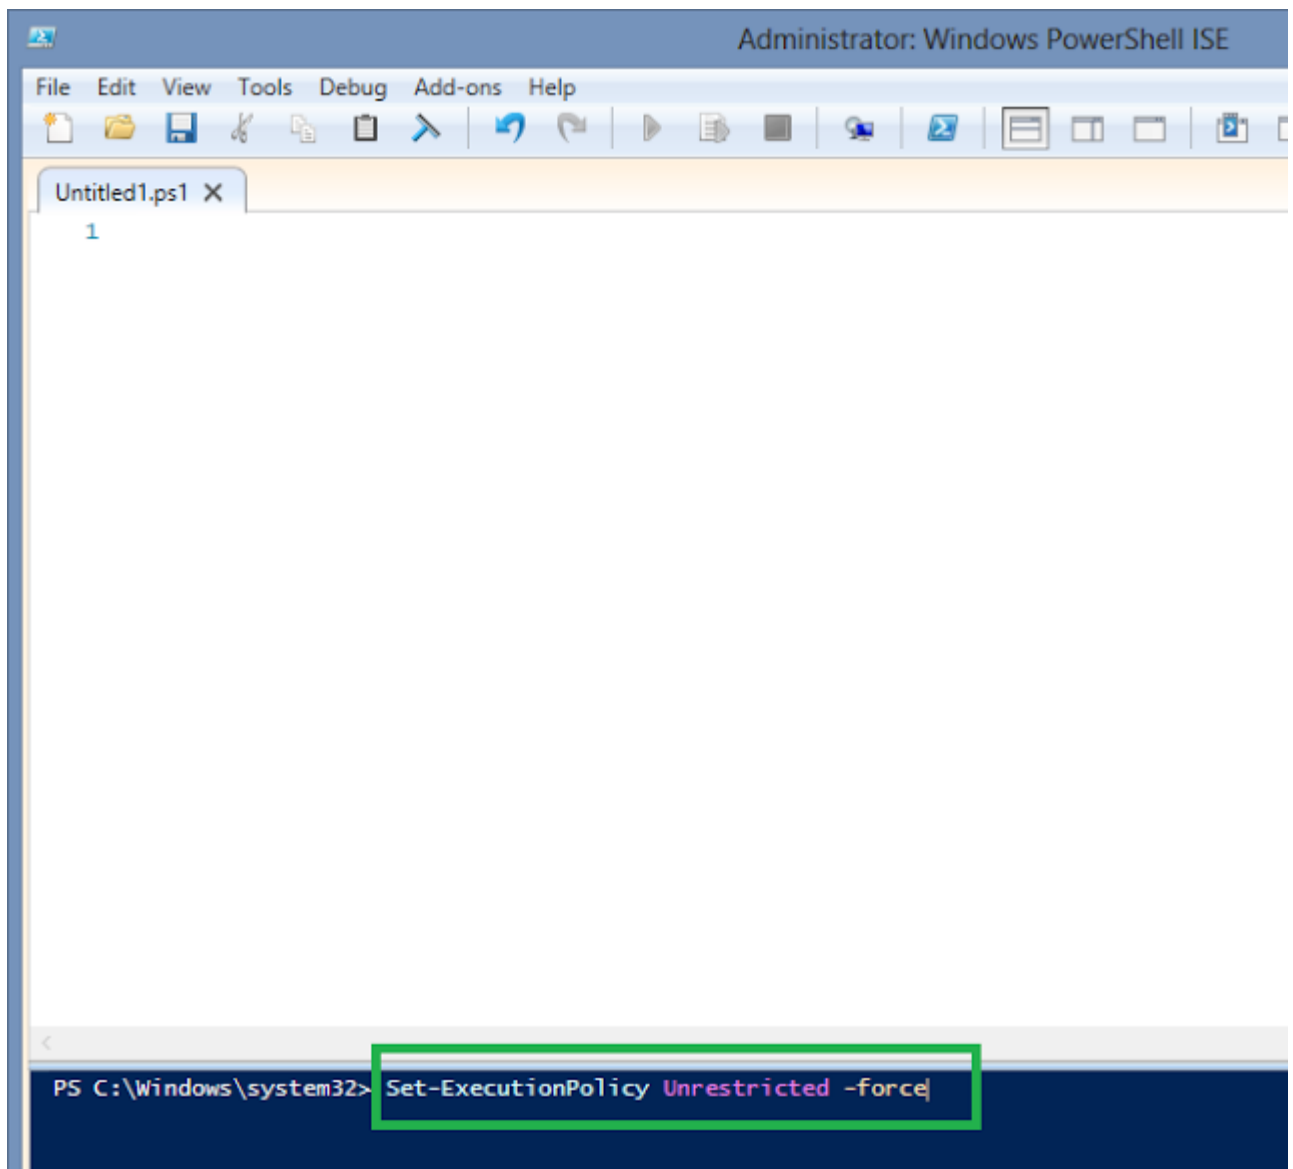 Administrator: Windows PowerShell ISE
File Edit View Tools Debug Add-ons Help
Untitled1.ps1
1
PS C:\Windows\system32> Set-ExecutionPolicy Unrestricted -force